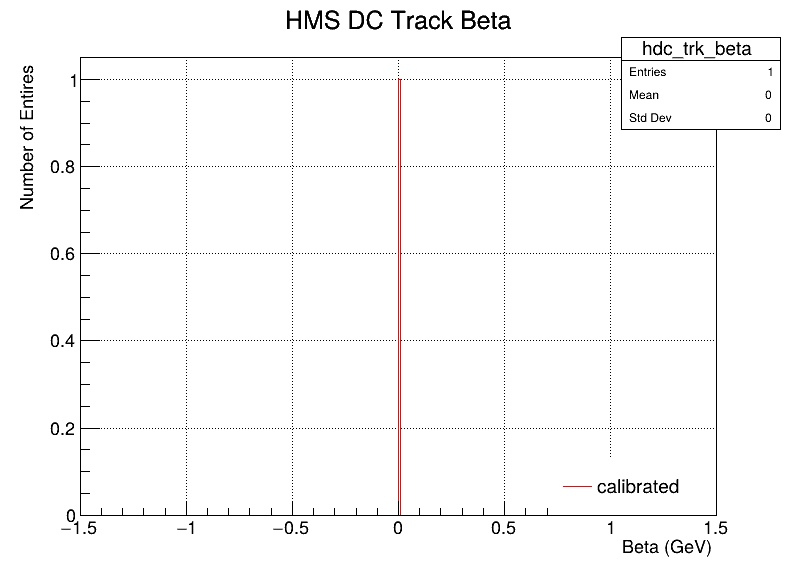 HMS DC Track Beta
hdc_trk_beta
Entries 1
Mean 0
Std Dev 0
Number of Entires
1
0.8
0.6
0.4
0.2
0
−1.5 −1 −0.5 0 0.5 1 1.5
Beta (GeV)
calibrated